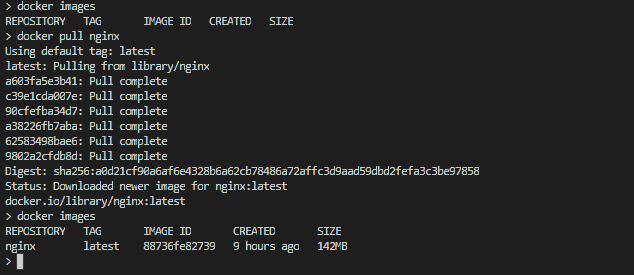 > docker images
REPOSITORY   TAG       IMAGE ID   CREATED   SIZE
> docker pull nginx
Using default tag: latest
latest: Pulling from library/nginx
a603fa5e3b41: Pull complete
c39e1cda007e: Pull complete
90cfefba34d7: Pull complete
a38226fb7aba: Pull complete
62583498bae6: Pull complete
9802a2cfdb8d: Pull complete
Digest: sha256:a0d21cf90a6af6e4328b6a62cb78486a72affc3d9aad59dbd2fefa3c3be97858
Status: Downloaded newer image for nginx:latest
docker.io/library/nginx:latest
> docker images
REPOSITORY   TAG       IMAGE ID       CREATED       SIZE
nginx        latest    88736fe82739   9 hours ago   142MB
>